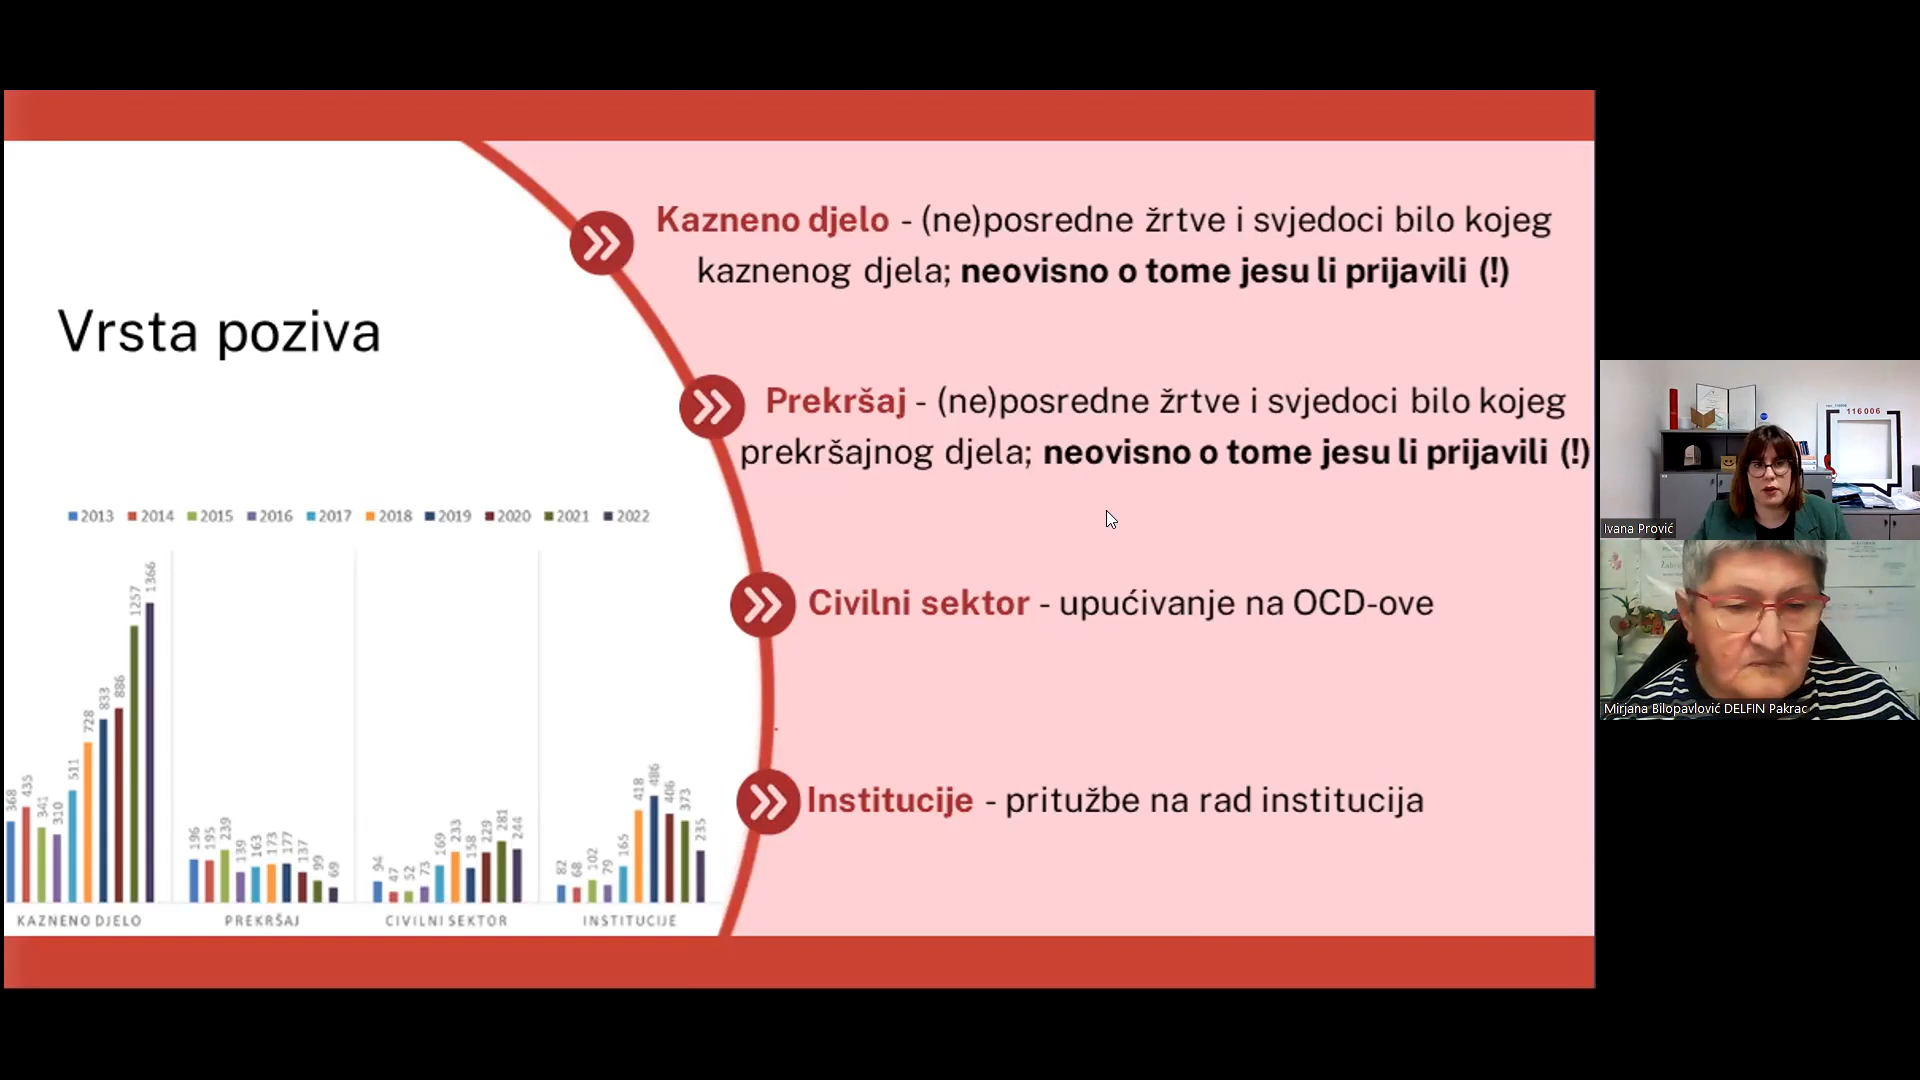 Vrsta poziva
Kazneno djelo - (ne)posredne žrtve i svjedoci bilo kojeg
kaznenog djela; neovisno o tome jesu li prijavili (!)
Prekršaj - (ne)posredne žrtve i svjedoci bilo kojeg
prekršajnog djela; neovisno o tome jesu li prijavili (!)
Civilni sektor - upućivanje na OCD-ove
Institucije - pritužbe na rad institucija
2013 2014 2015 2016 2017 2018 2019 2020 2021 2022
368 435 341 310 511 728 833 886 1257 1366
196 195 239 139 163 173 177 137 99 69
94 47 52 73 169 233 158 229 281 244
82 68 102 79 165 418 486 406 373 235
KAZNENO DJELO PREKRŠAJ CIVILNI SEKTOR INSTITUCIJE
116 006
Ivana Prović
Mirjana Bilopavlović DELFIN Pakrac